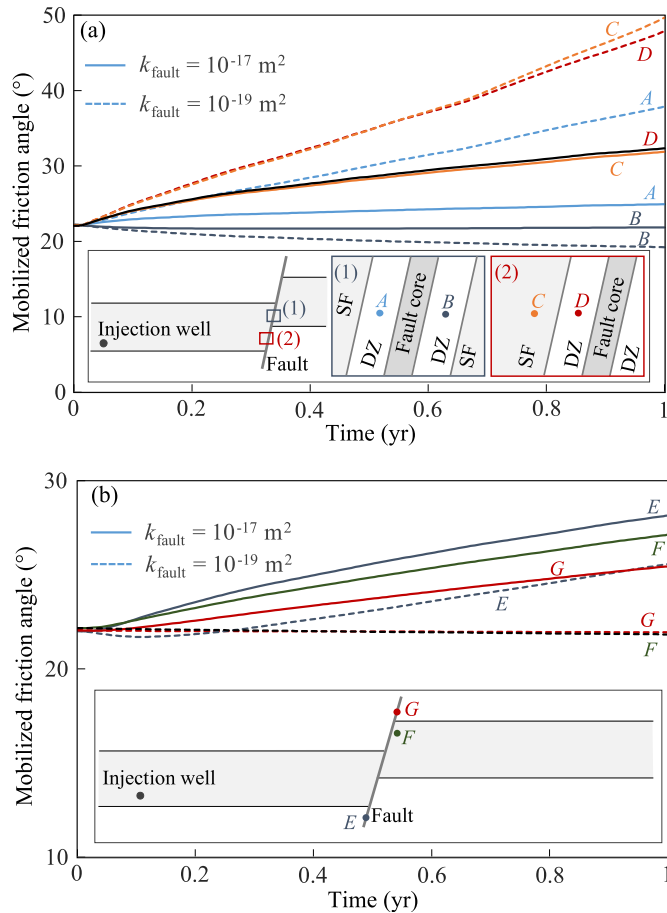 (a)
Mobilized friction angle (°)
50
40
30
20
10
0
k_fault = 10^-17 m^2
k_fault = 10^-19 m^2
C
D
A
D
C
A
B
B
Injection well
(1)
(2)
Fault
(1)
SF
DZ
A
Fault core
B
DZ
SF
(2)
C
D
SF
DZ
Fault core
DZ
0
0.2
0.4
0.6
0.8
1
Time (yr)
(b)
Mobilized friction angle (°)
30
20
10
k_fault = 10^-17 m^2
k_fault = 10^-19 m^2
E
F
G
E
G
F
G
F
Injection well
E
Fault
0
0.2
0.4
0.6
0.8
1
Time (yr)